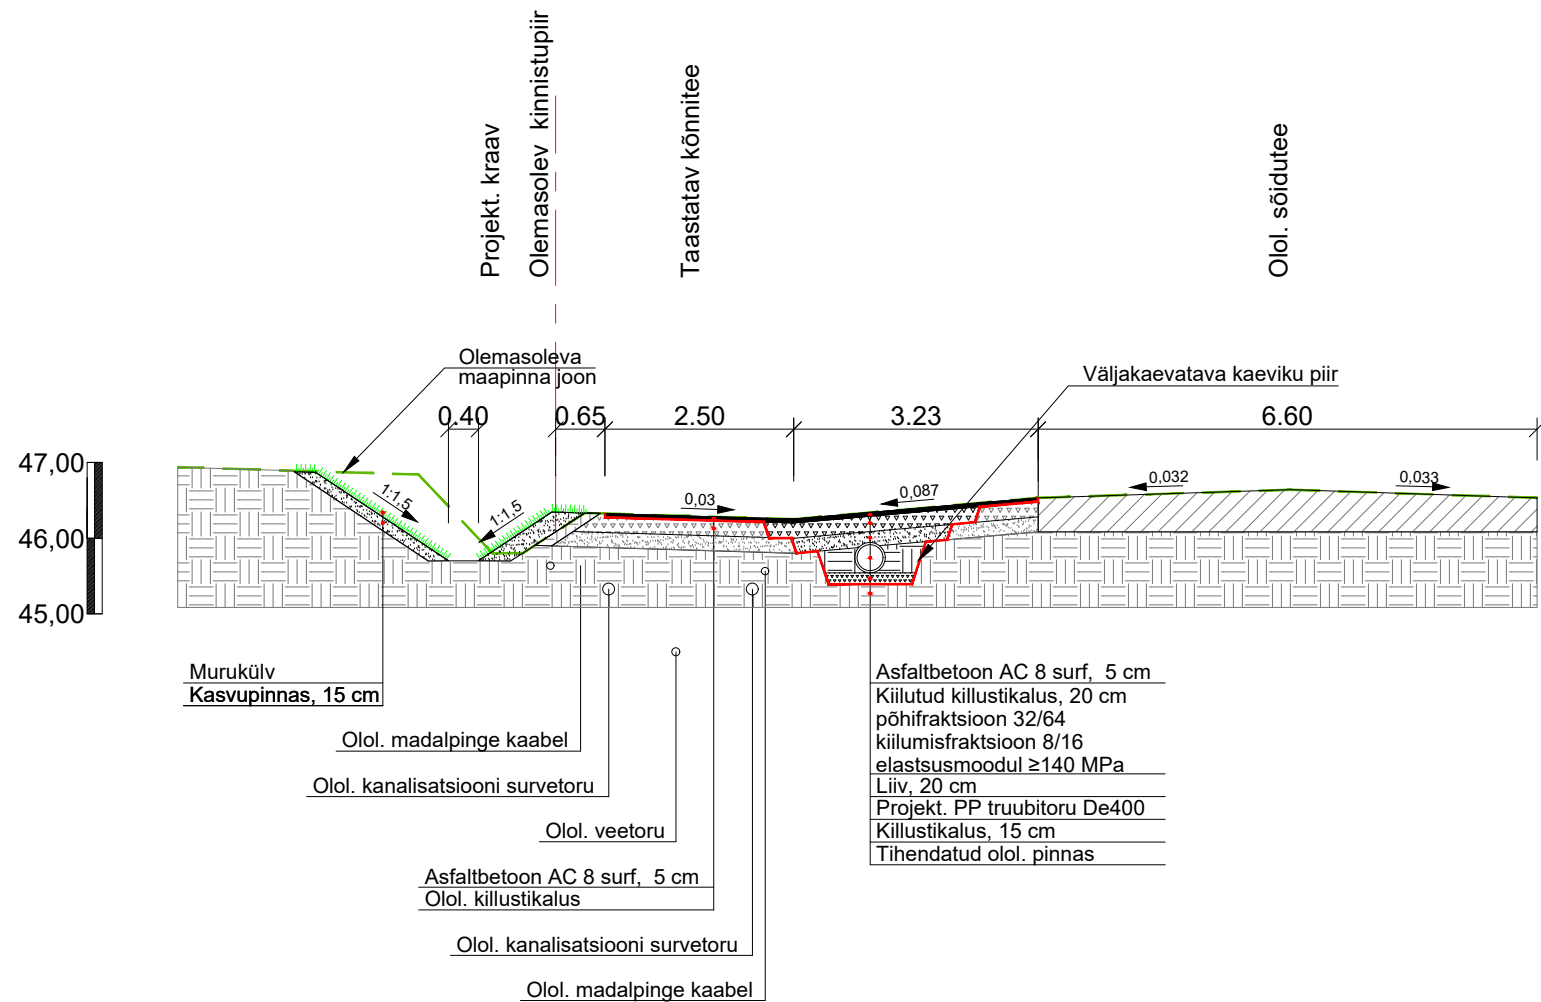 Projekt. kraav
Olemasolev kinnistupiir
Taastatav kõnnitee
Olol. sõidutee
Olemasoleva
maapinna joon
Väljakaevatava kaeviku piir
0.40
0.65
2.50
3.23
6.60
47,00
46,00
45,00
1:1,5
1:1,5
0,03
0,087
0,032
0,033
Murukülv
Kasvupinnas, 15 cm
Olol. madalpinge kaabel
Olol. kanalisatsiooni survetoru
Olol. veetoru
Asfaltbetoon AC 8 surf, 5 cm
Olol. killustikalus
Olol. kanalisatsiooni survetoru
Olol. madalpinge kaabel
Asfaltbetoon AC 8 surf, 5 cm
Kiilutud killustikalus, 20 cm
põhifraktsioon 32/64
kiilumisfraktsioon 8/16
elastsusmoodul ≥140 MPa
Liiv, 20 cm
Projekt. PP truubitoru De400
Killustikalus, 15 cm
Tihendatud olol. pinnas